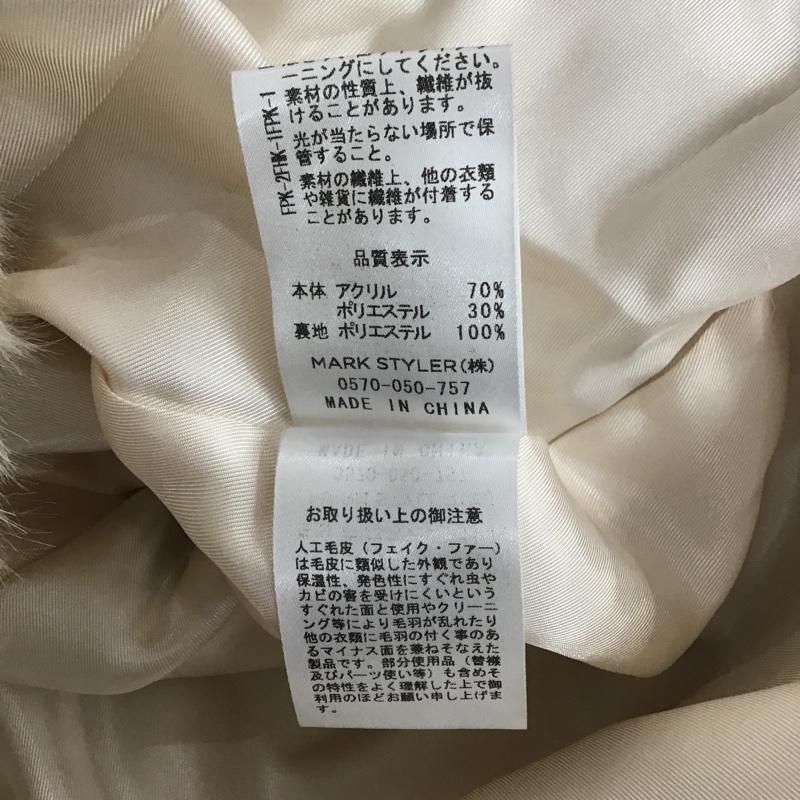 ーニングにしてください。
素材の性質上、繊維が抜
けることがあります。
光が当たらない場所で保
管すること。
素材の繊維上、他の衣類
や雑貨に繊維が付着する
ことがあります。
品質表示
本体 アクリル 70%
ポリエステル 30%
裏地 ポリエステル 100%
MARK STYLER(株)
0570-050-757
MADE IN CHINA
お取り扱い上の御注意
人工毛皮(フェイク・ファー)
は毛皮に類似した外観であり
保温性、発色性にすぐれ虫や
カビの害を受けにくいという
すぐれた面と使用やクリーニ
ング等により毛羽が乱れたり
他の衣類に毛羽の付く事のあ
るマイナス面を兼ねそなえた
製品です。部分使用品(替襟
及びパーツ使い等)も含めそ
の特性をよく理解した上で御
利用のほどお願い申し上げま
す。